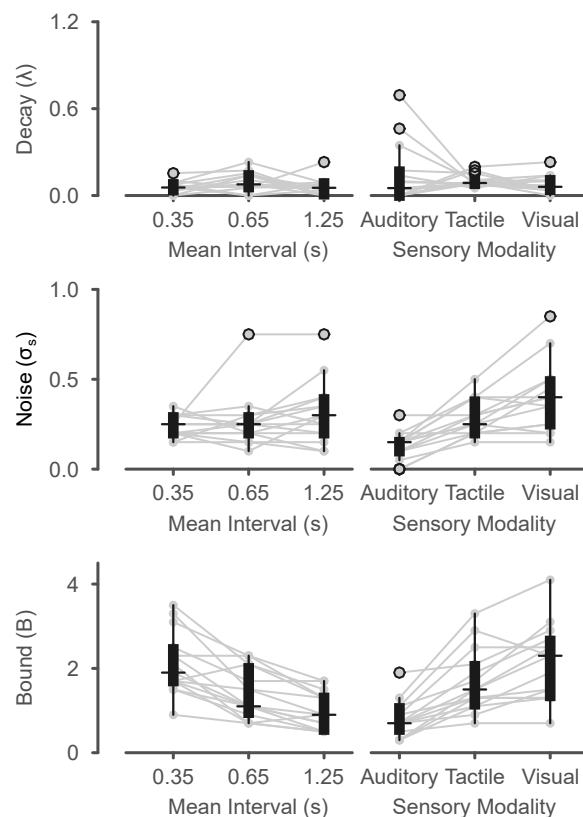 1.2
0.6
0.0
Decay (λ)
0.35 0.65 1.25
Mean Interval (s)
Auditory Tactile Visual
Sensory Modality
1.0
0.5
0.0
Noise (σs)
0.35 0.65 1.25
Mean Interval (s)
Auditory Tactile Visual
Sensory Modality
4
2
0
Bound (B)
0.35 0.65 1.25
Mean Interval (s)
Auditory Tactile Visual
Sensory Modality